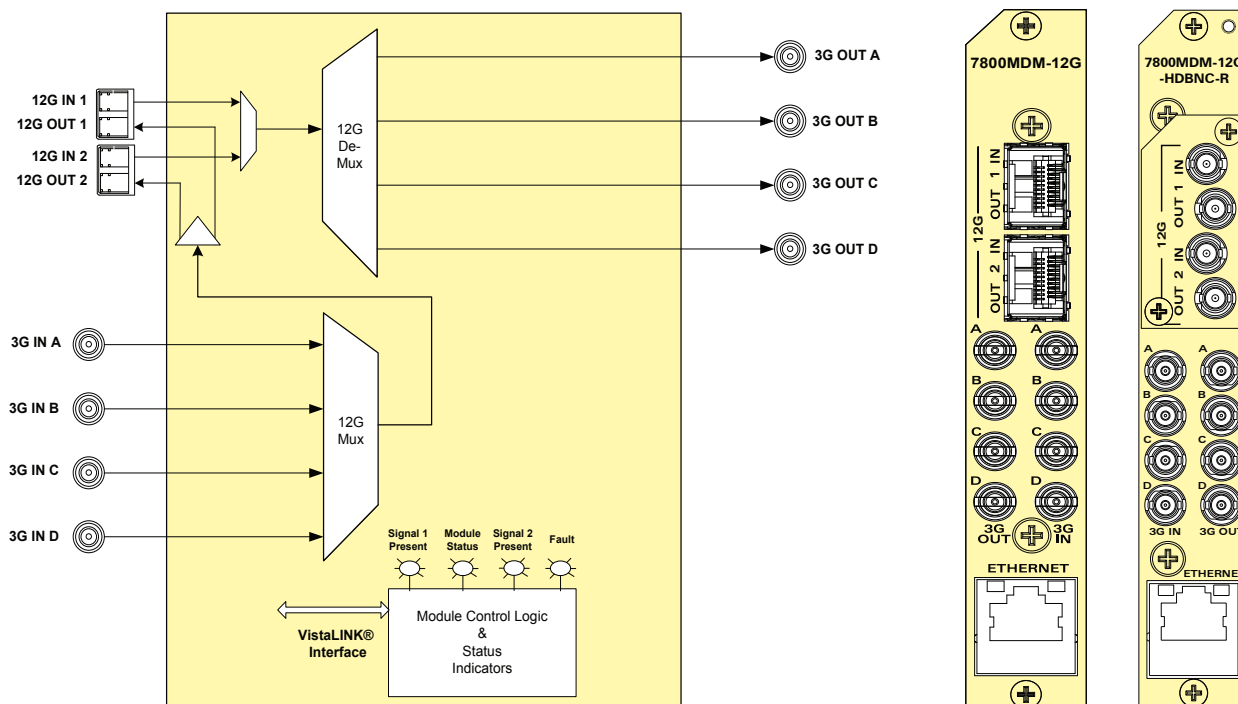 12G IN 1
12G OUT 1
12G IN 2
12G OUT 2
12G
De-
Mux
3G OUT A
3G OUT B
3G OUT C
3G OUT D
3G IN A
3G IN B
3G IN C
3G IN D
12G
Mux
Signal 1
Present
Module
Status
Signal 2
Present
Fault
VistaLINK®
Interface
Module Control Logic
&
Status
Indicators
7800MDM-12G
12G
OUT 1 IN
OUT 2 IN
A A
B B
C C
D D
3G
OUT
3G
IN
ETHERNET
7800MDM-12G
-HDBNC-R
12G
OUT 1 IN
OUT 2 IN
A A
B B
C C
D D
3G IN 3G OUT
ETHERNE